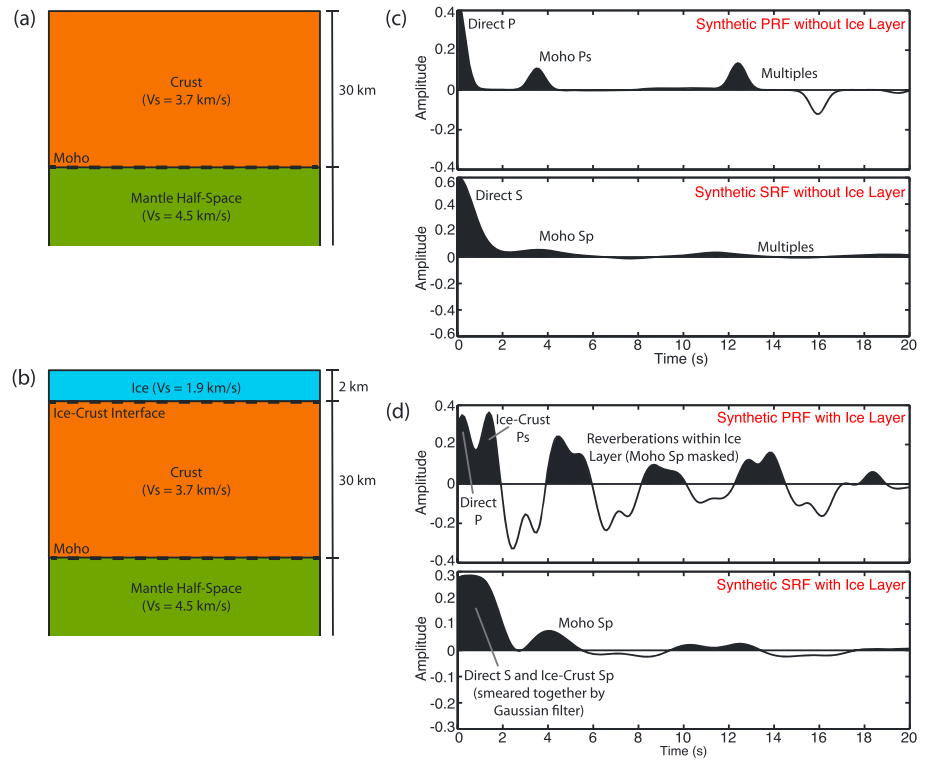 (a)
Crust
(Vs = 3.7 km/s)
30 km
Moho
Mantle Half-Space
(Vs = 4.5 km/s)
(b)
Ice (Vs = 1.9 km/s)
2 km
Ice-Crust Interface
Crust
(Vs = 3.7 km/s)
30 km
Moho
Mantle Half-Space
(Vs = 4.5 km/s)
(c)
Synthetic PRF without Ice Layer
Direct P
Moho Ps
Multiples
Amplitude
0.4
0.2
0
-0.2
-0.4
Synthetic SRF without Ice Layer
Direct S
Moho Sp
Multiples
Amplitude
0.6
0.4
0.2
0
-0.2
-0.4
-0.6
0 2 4 6 8 10 12 14 16 18 20
Time (s)
(d)
Synthetic PRF with Ice Layer
Ice-Crust
Ps
Reverberations within Ice
Layer (Moho Sp masked)
Direct
P
Amplitude
0.4
0.2
0
-0.2
-0.4
Synthetic SRF with Ice Layer
Moho Sp
Direct S and Ice-Crust Sp
(smeared together by
Gaussian filter)
Amplitude
0.3
0.2
0.1
0
-0.1
-0.2
-0.3
0 2 4 6 8 10 12 14 16 18 20
Time (s)